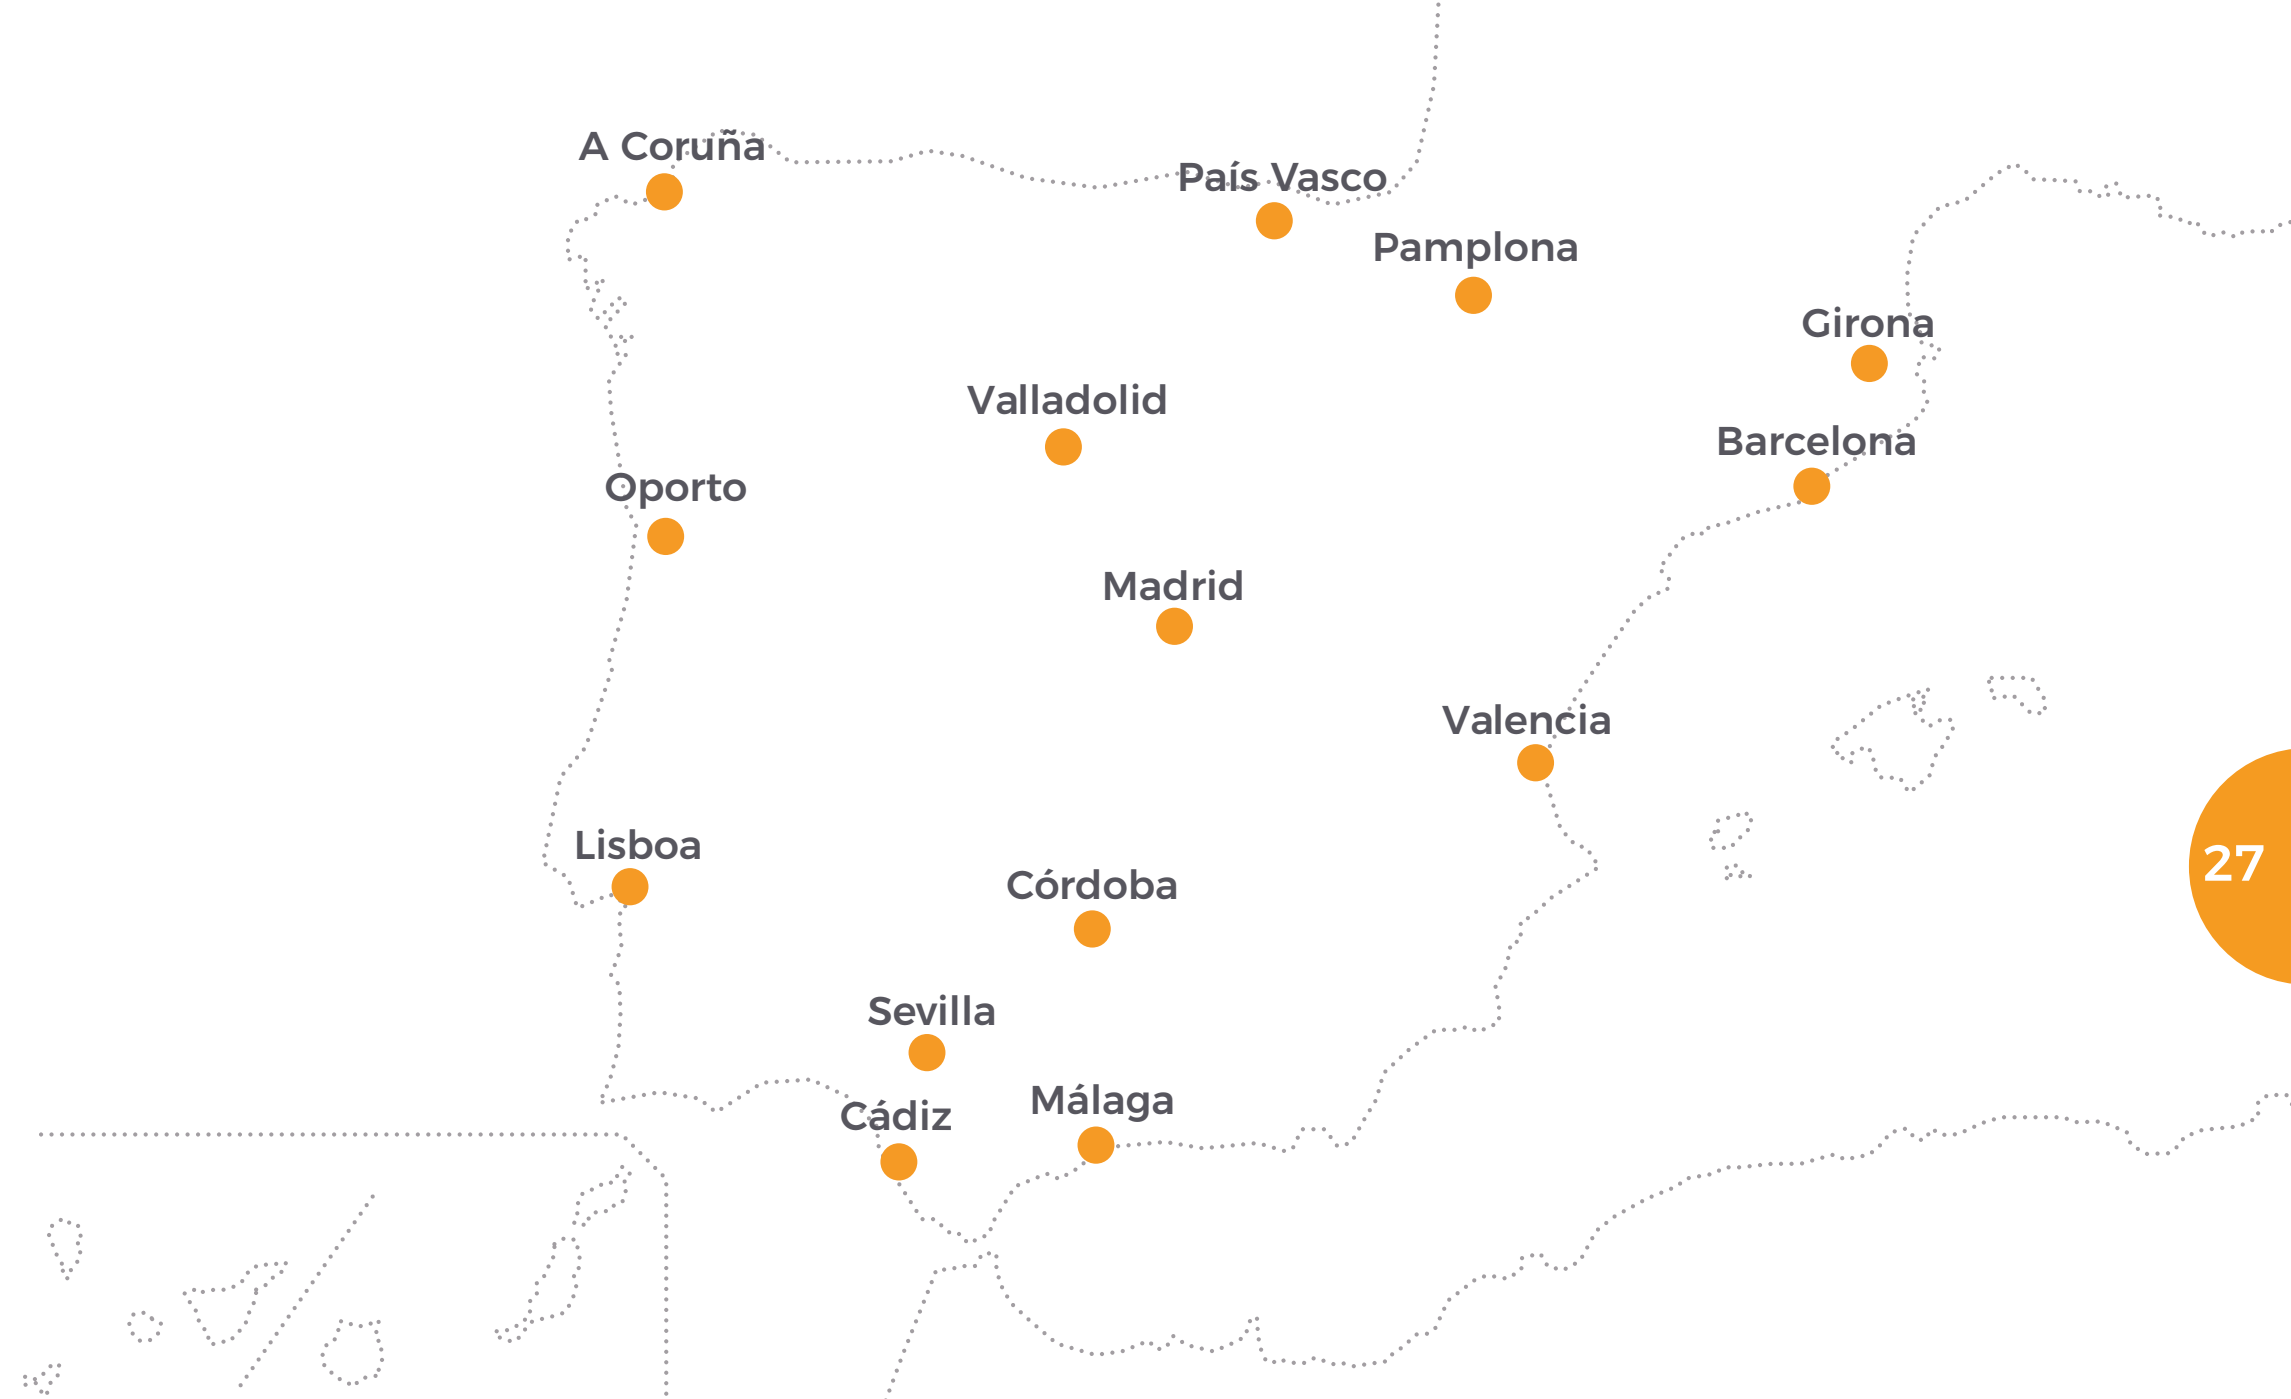 A Coruña
País Vasco
Pamplona
Girona
Valladolid
Barcelona
Oporto
Madrid
Valencia
Lisboa
27
Córdoba
Sevilla
Málaga
Cádiz